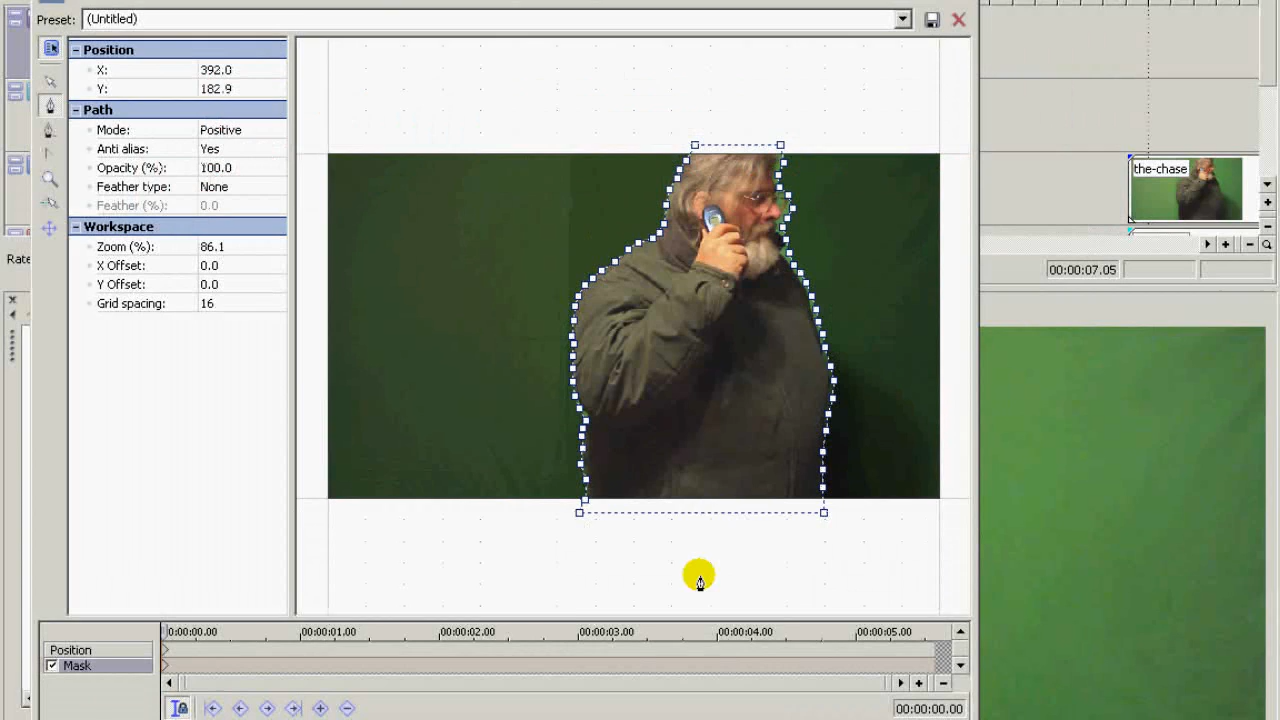 Preset: (Untitled)
Position
X: 392.0
Y: 182.9
Path
Mode: Positive
Anti alias: Yes
Opacity (%): 100.0
Feather type: None
Feather (%): 0.0
Workspace
Zoom (%): 86.1
X Offset: 0.0
Y Offset: 0.0
Grid spacing: 16
the-chase
Rate
00:00:07.05
0:00:00.00 00:00:01.00 00:00:02.00 00:00:03.00 00:00:04.00 00:00:05.00
Position
Mask
00:00:00.00